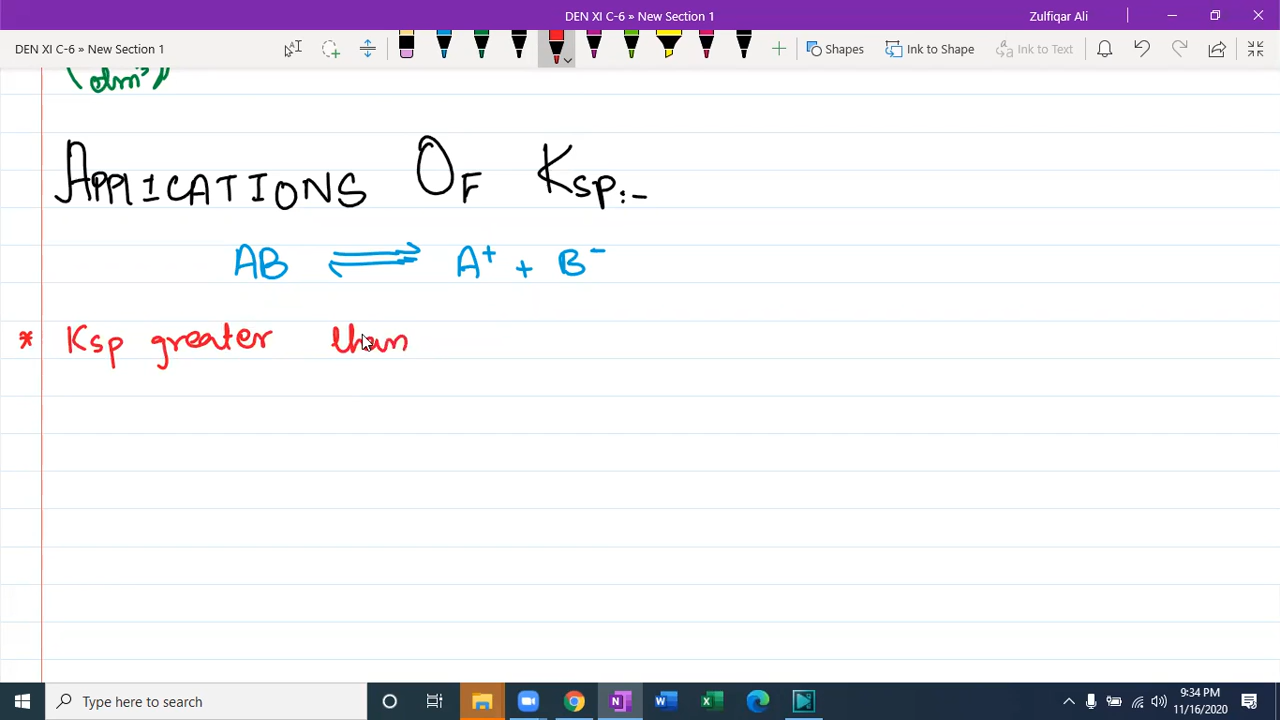 DEN XI C-6 » New Section 1
Zulfiqar Ali
DEN XI C-6 » New Section 1
Shapes
Ink to Shape
Ink to Text
(dm³)
APPLICATIONS OF Ksp:-
AB ⇌ A⁺ + B⁻
* Ksp greater than
Type here to search
9:34 PM
11/16/2020